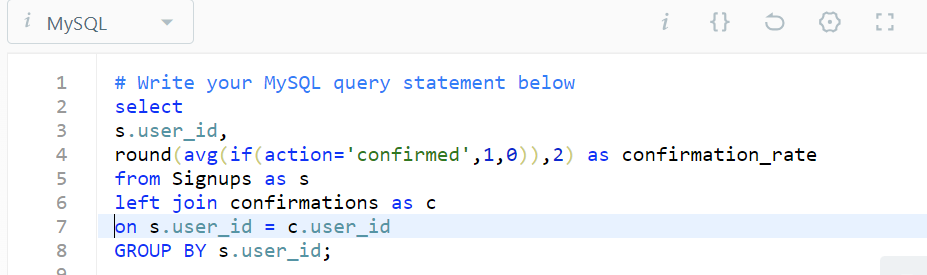 i MySQL i {}
1 # Write your MySQL query statement below
2 select
3 s.user_id,
4 round(avg(if(action='confirmed',1,0)),2) as confirmation_rate
5 from Signups as s
6 left join confirmations as c
7 on s.user_id = c.user_id
8 GROUP BY s.user_id;
9